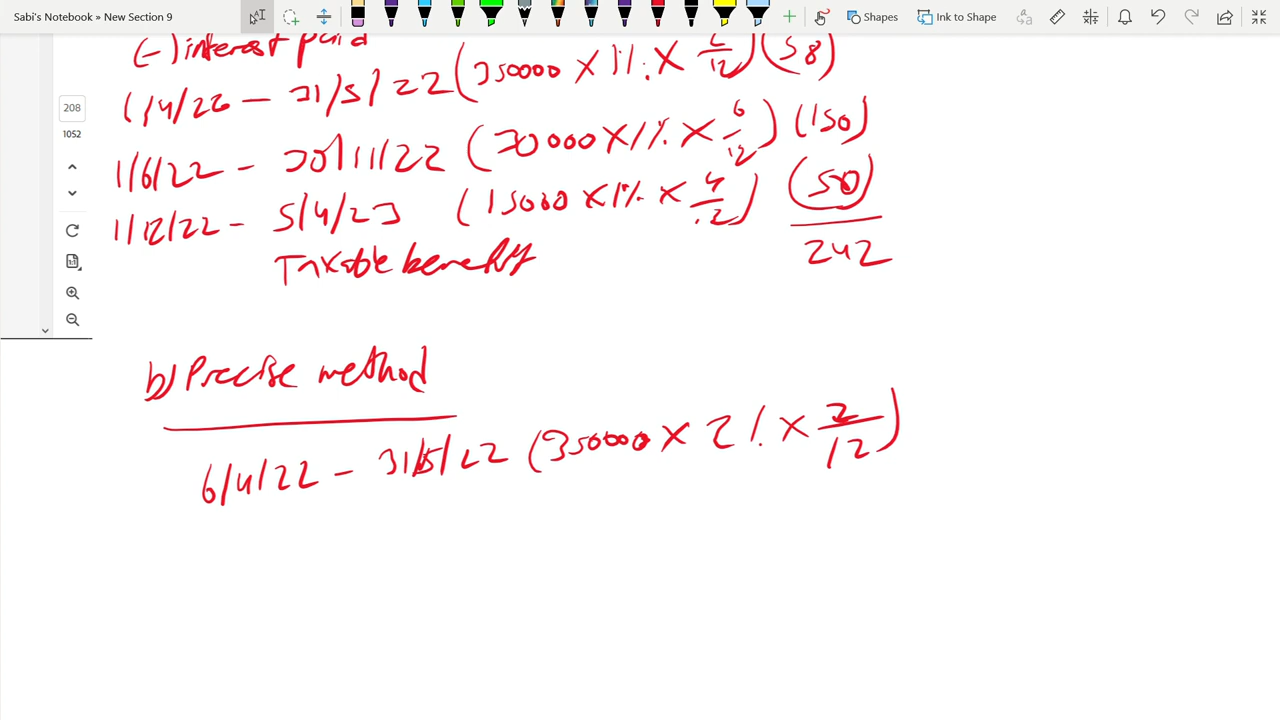 Sabi's Notebook » New Section 9
Shapes
Ink to Shape
208
1052
(-) interest paid
1/4/22 - 31/5/22 (350000 X 1%. X 2/12) (58)
1/6/22 - 30/11/22 (30000 X 1% X 6/12) (150)
1/12/22 - 5/4/23 (15000 X 1% X 4/12) (50)
Taxable benefit 242
b) Precise method
6/4/22 - 31/5/22 (350000 X 2%. X 2/12)